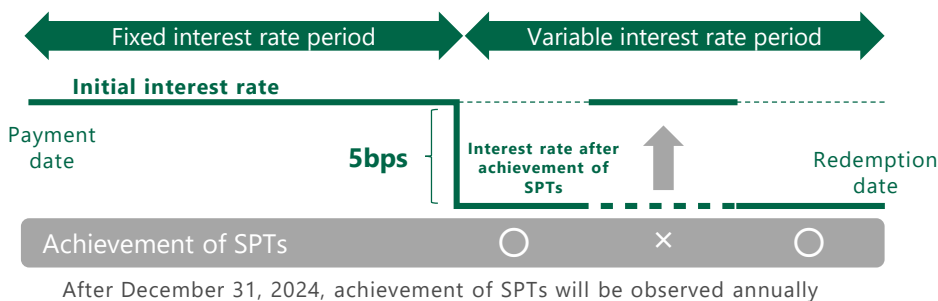 Fixed interest rate period
Variable interest rate period
Initial interest rate
Payment
date
5bps
Interest rate after
achievement of
SPTs
Redemption
date
Achievement of SPTs
○
×
○
After December 31, 2024, achievement of SPTs will be observed annually